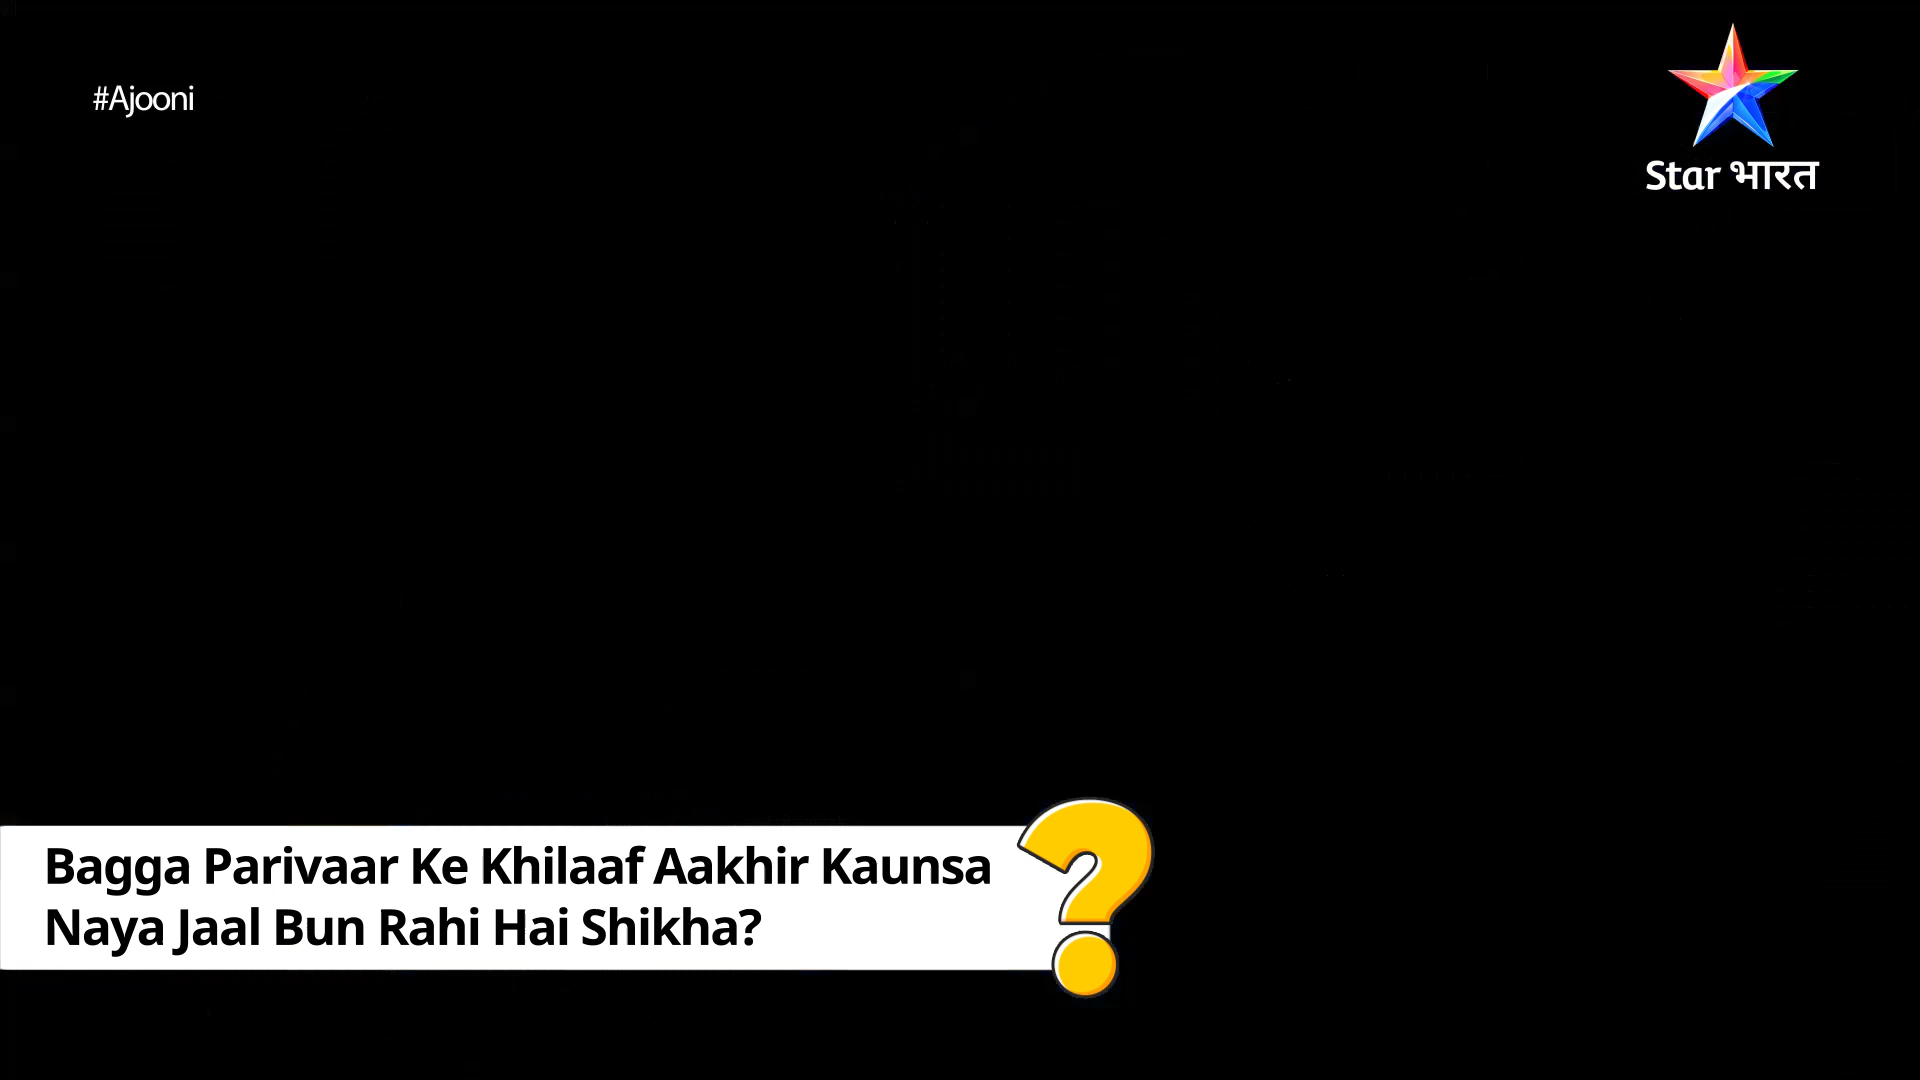 #Ajooni
Star भारत
Bagga Parivaar Ke Khilaaf Aakhir Kaunsa
Naya Jaal Bun Rahi Hai Shikha?